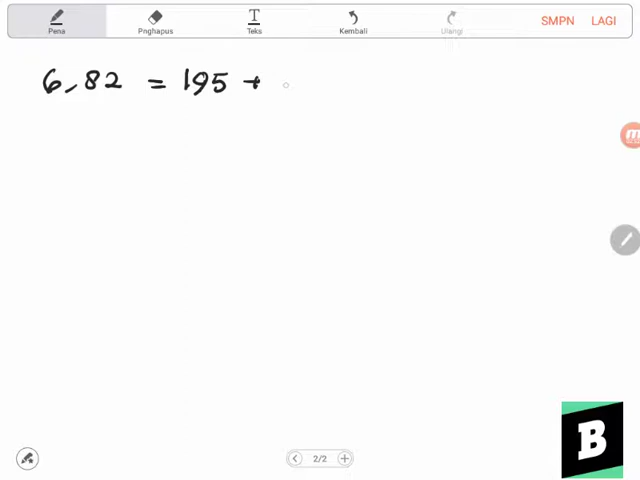 Pena Pnghapus Teks Kembali Ulangi SMPN LAGI
6,82 = 195 +
2/2
B